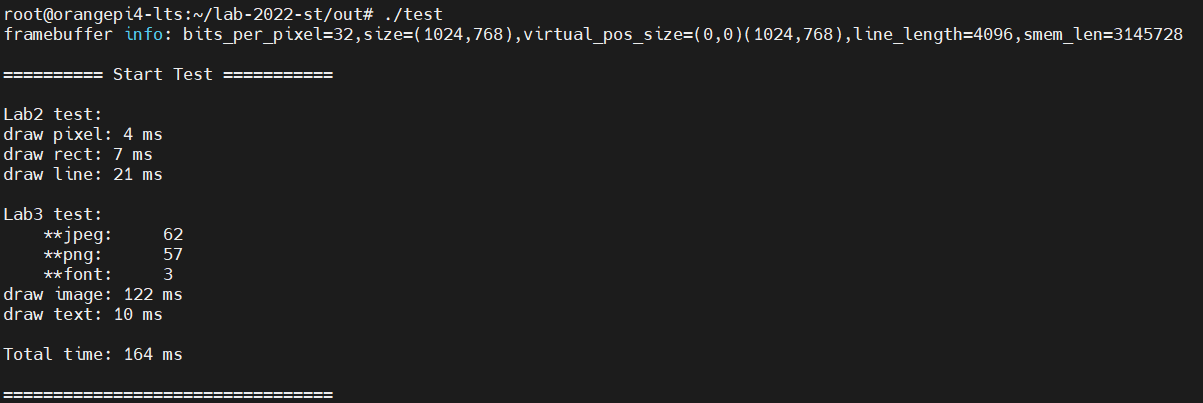 root@orangepi4-lts:~/lab-2022-st/out# ./test
framebuffer info: bits_per_pixel=32,size=(1024,768),virtual_pos_size=(0,0)(1024,768),line_length=4096,smem_len=3145728
========== Start Test ===========
Lab2 test:
draw pixel: 4 ms
draw rect: 7 ms
draw line: 21 ms
Lab3 test:
    **jpeg:     62
    **png:      57
    **font:     3
draw image: 122 ms
draw text: 10 ms
Total time: 164 ms
=================================